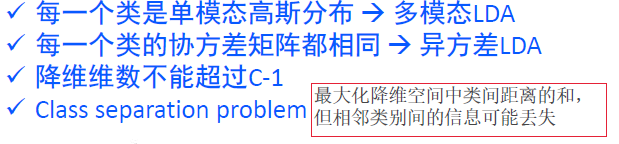 ✓ 每一个类是单模态高斯分布 → 多模态LDA
✓ 每一个类的协方差矩阵都相同 → 异方差LDA
✓ 降维维数不能超过C-1
✓ Class separation problem
最大化降维空间中类间距离的和，
但相邻类别间的信息可能丢失